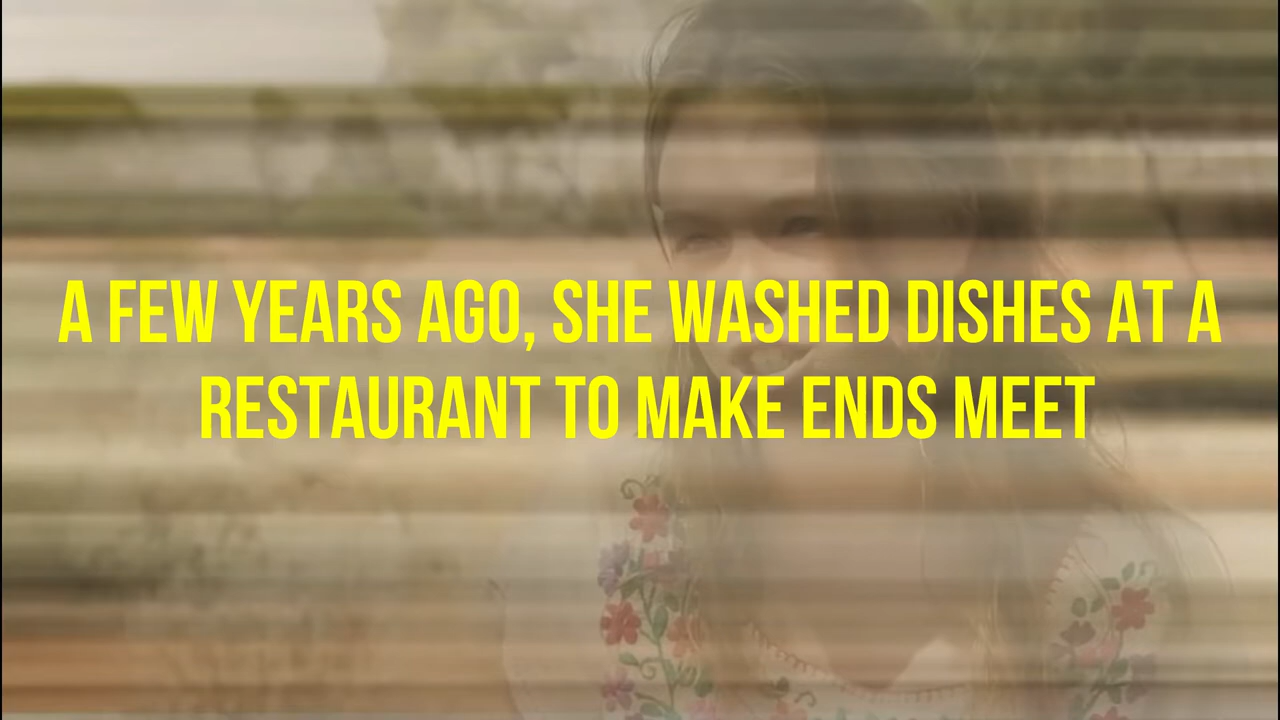 A FEW YEARS AGO, SHE WASHED DISHES AT A
RESTAURANT TO MAKE ENDS MEET